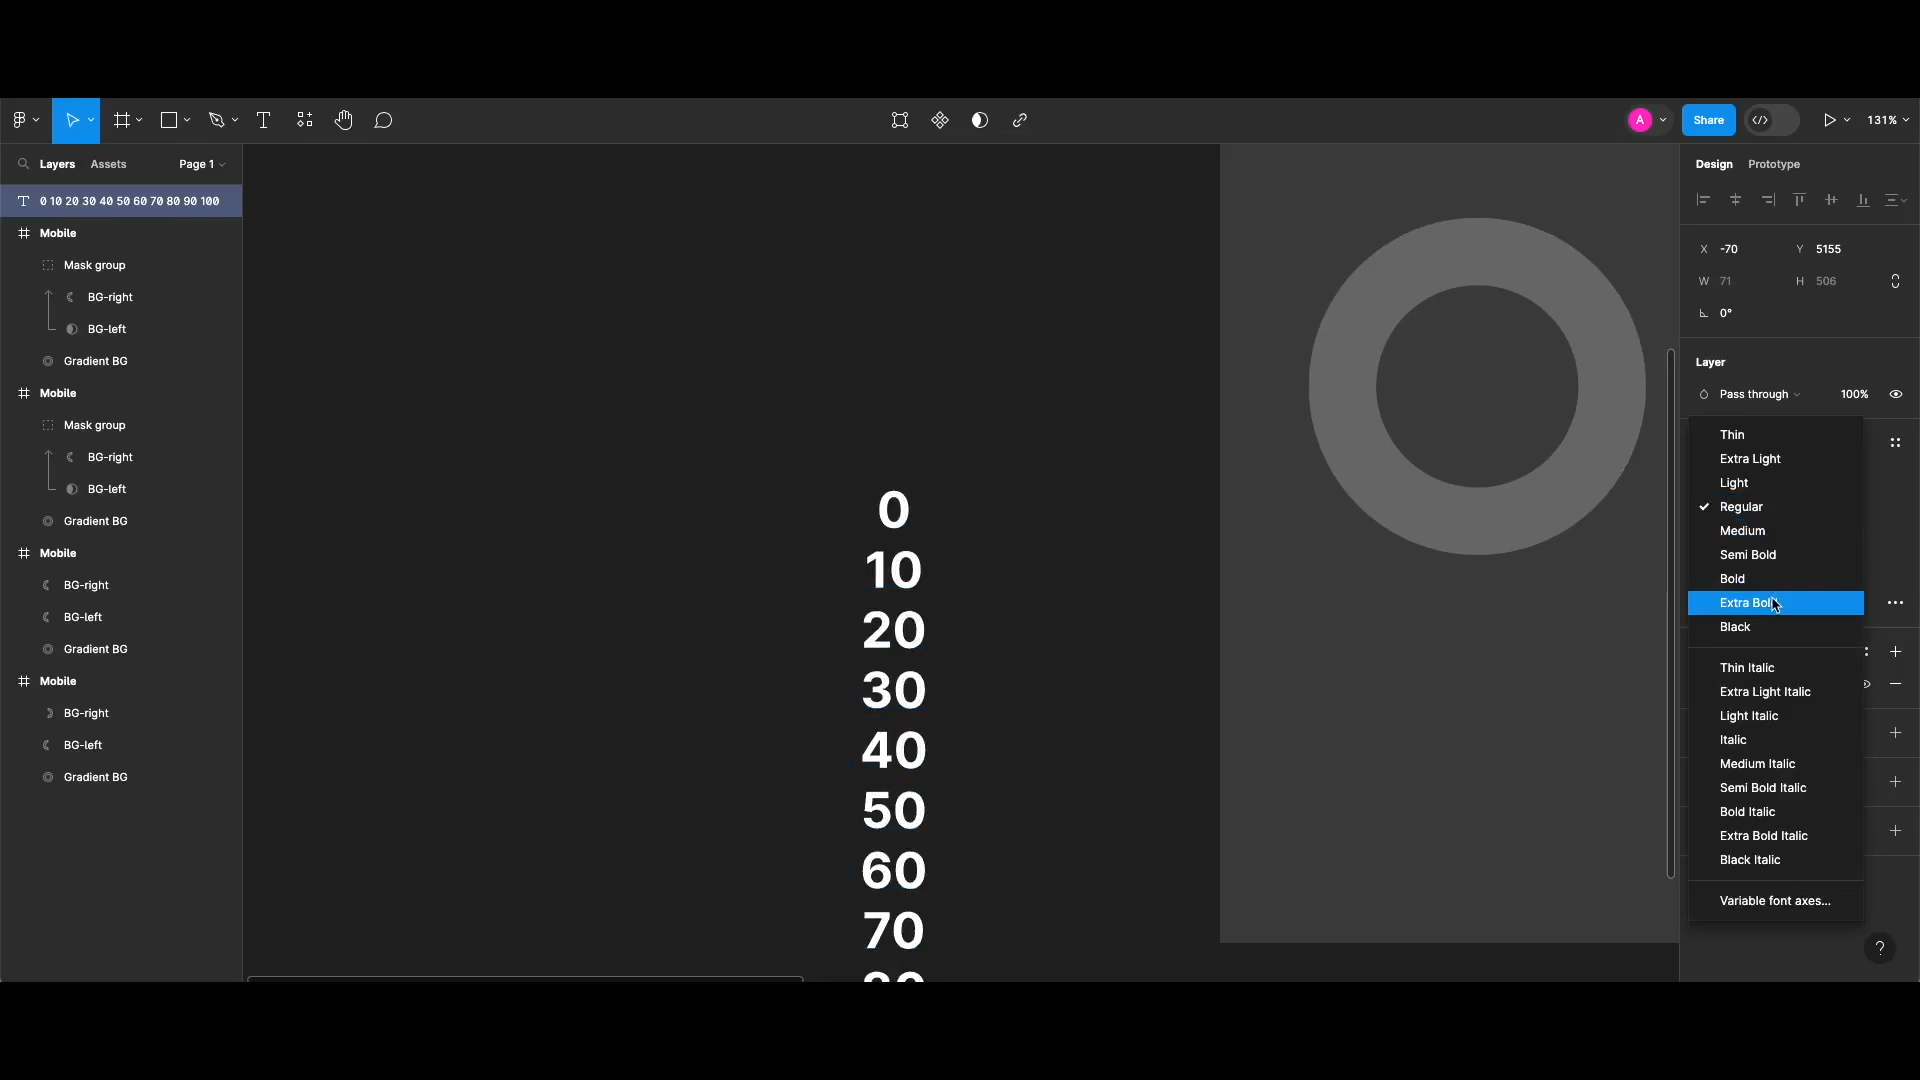 A
Share
131%
Layers
Assets
Page 1
0 10 20 30 40 50 60 70 80 90 100
Mobile
Mask group
BG-right
BG-left
Gradient BG
Mobile
Mask group
BG-right
BG-left
Gradient BG
Mobile
BG-right
BG-left
Gradient BG
Mobile
BG-right
BG-left
Gradient BG
0
10
20
30
40
50
60
70
Design
Prototype
X -70
Y 5155
W 71
H 506
0°
Layer
Pass through
100%
Thin
Extra Light
Light
Regular
Medium
Semi Bold
Bold
Extra Bold
Black
Thin Italic
Extra Light Italic
Light Italic
Italic
Medium Italic
Semi Bold Italic
Bold Italic
Extra Bold Italic
Black Italic
Variable font axes...
?